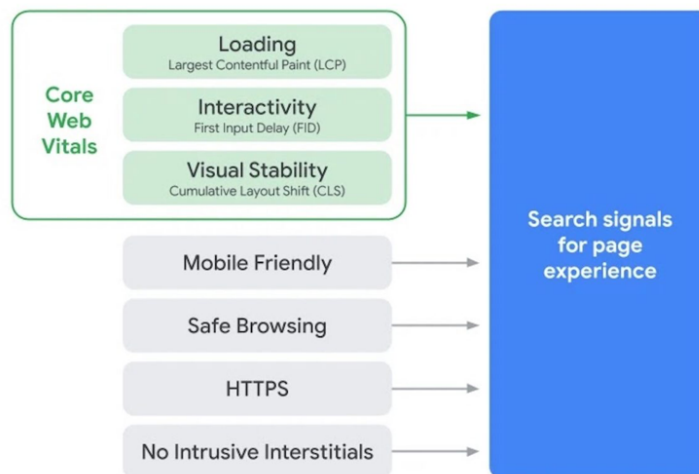 Core
Web
Vitals
Loading
Largest Contentful Paint (LCP)
Interactivity
First Input Delay (FID)
Visual Stability
Cumulative Layout Shift (CLS)
Mobile Friendly
Safe Browsing
HTTPS
No Intrusive Interstitials
Search signals
for page
experience